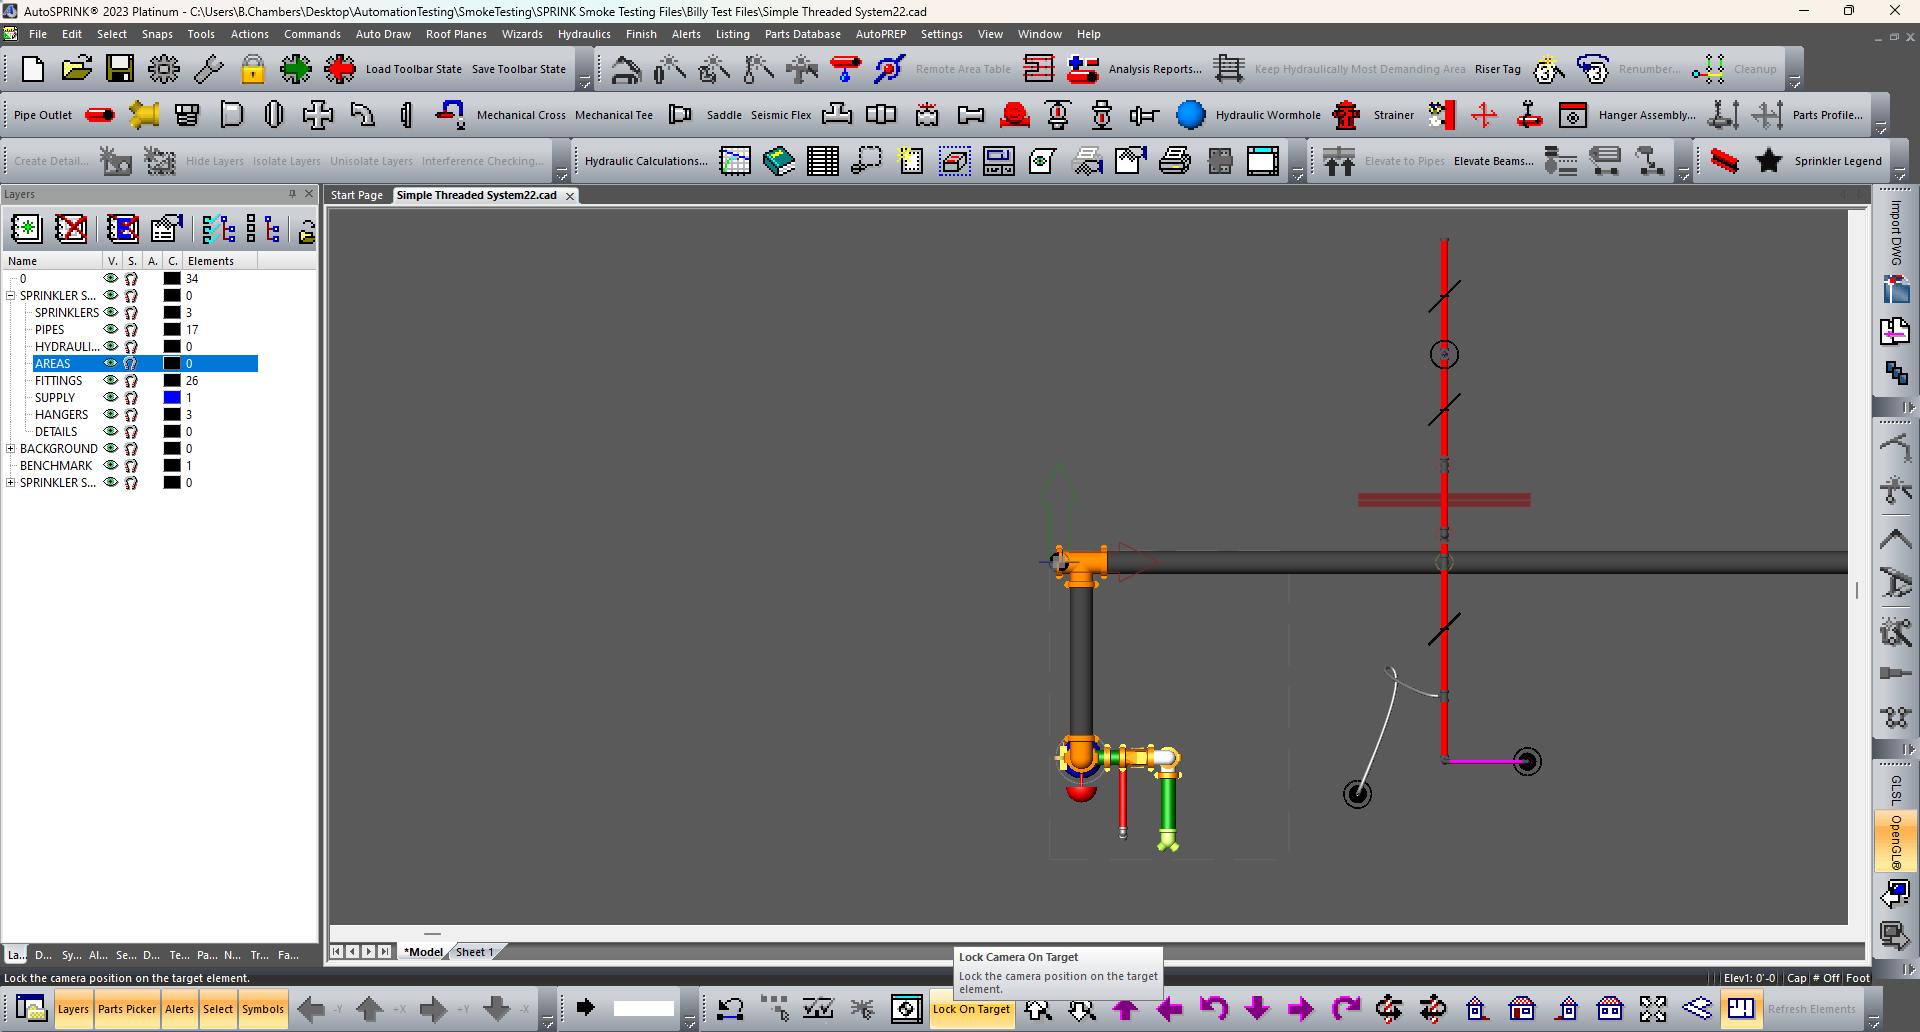 AutoSPRINK® 2023 Platinum - C:\Users\B.Chambers\Desktop\AutomationTesting\SmokeTesting\SPRINK Smoke Testing Files\Billy Test Files\Simple Threaded System22.cad
File Edit Select Snaps Tools Actions Commands Auto Draw Roof Planes Wizards Hydraulics Finish Alerts Listing Parts Database AutoPREP Settings View Window Help
Load Toolbar State Save Toolbar State Remote Area Table Analysis Reports... Keep Hydraulically Most Demanding Area Riser Tag Renumber... Cleanup
Pipe Outlet Mechanical Cross Mechanical Tee Saddle Seismic Flex Hydraulic Wormhole Strainer Hanger Assembly... Parts Profile...
Create Detail... Hide Layers Isolate Layers Unisolate Layers Interference Checking... Hydraulic Calculations... Elevate to Pipes Elevate Beams... Sprinkler Legend
Layers
Start Page Simple Threaded System22.cad
Import DWG
Name V. S. A. C. Elements
0 34
SPRINKLER S... 0
SPRINKLERS 3
PIPES 17
HYDRAULI... 0
AREAS 0
FITTINGS 26
SUPPLY 1
HANGERS 3
DETAILS 0
BACKGROUND 0
BENCHMARK 1
SPRINKLER S... 0
GLSL
OpenGL®
La... D... Sy... Al... Se... D... Te... Pa... N... Tr... Fa...
*Model Sheet 1
Lock Camera On Target
Lock the camera position on the target
element.
Lock the camera position on the target element.
Elev1: 0'-0 Cap # Off Foot
Layers Parts Picker Alerts Select Symbols -Y +X +Y -X Lock On Target Refresh Elements